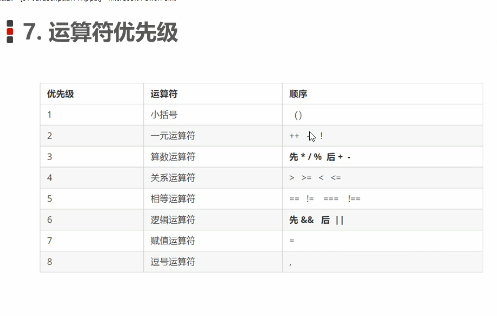 7. 运算符优先级
优先级 运算符 顺序
1 小括号 ()
2 一元运算符 ++ !
3 算数运算符 先 * / % 后 + -
4 关系运算符 > >= < <=
5 相等运算符 == != === !==
6 逻辑运算符 先 && 后 ||
7 赋值运算符 =
8 逗号运算符 ,